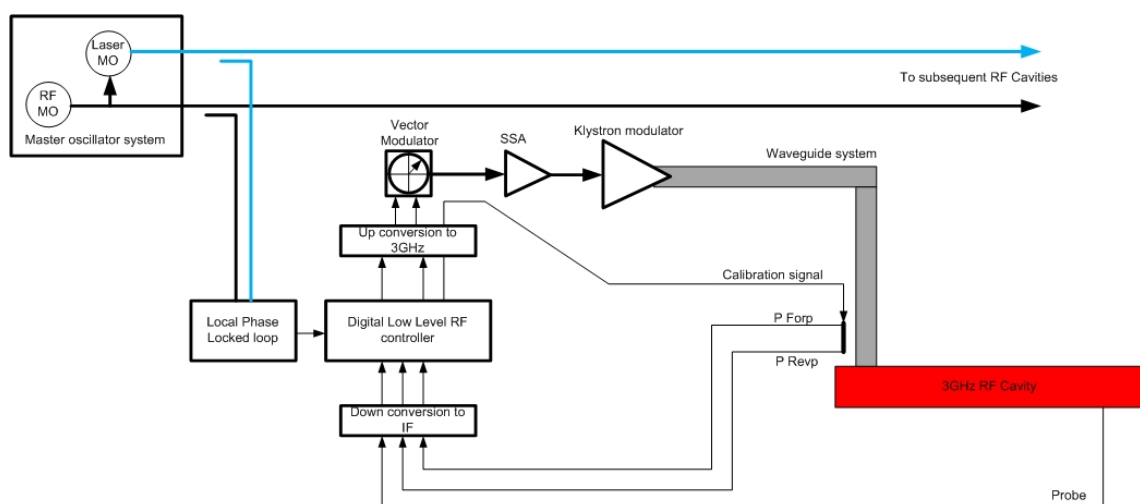 Laser
MO
RF
MO
Master oscillator system
To subsequent RF Cavities
Vector
Modulator
SSA
Klystron modulator
Waveguide system
Up conversion to
3GHz
Calibration signal
Local Phase
Locked loop
Digital Low Level RF
controller
P Forp
P Revp
3GHz RF Cavity
Down conversion to
IF
Probe